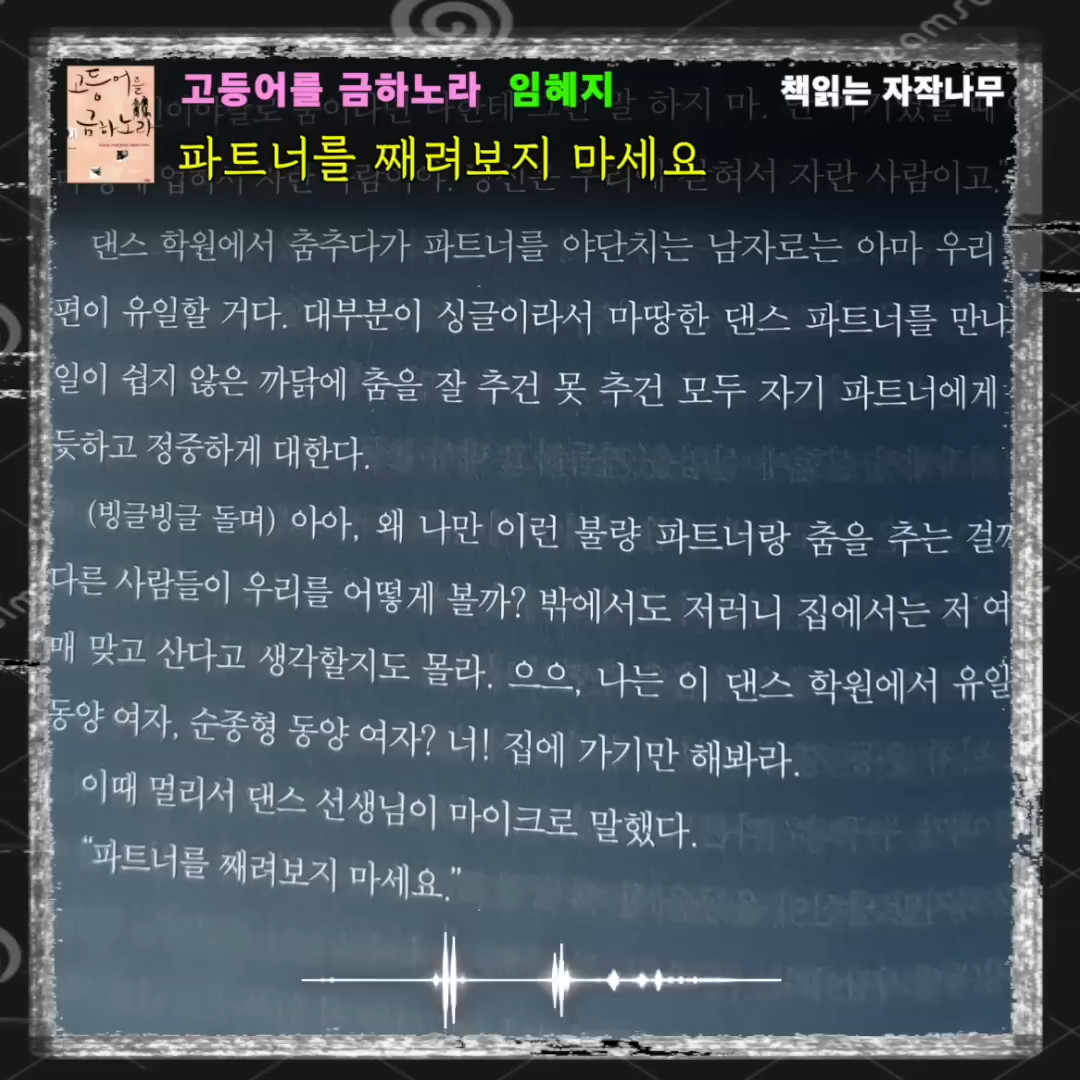 고등어를 금하노라 임혜지
책읽는 자작나무
고등어를
금하노라
파트너를 째려보지 마세요
하지 마.
혀서 자란 사람이고."
댄스 학원에서 춤추다가 파트너를 야단치는 남자로는 아마 우리
편이 유일할 거다. 대부분이 싱글이라서 마땅한 댄스 파트너를 만나
일이 쉽지 않은 까닭에 춤을 잘 추건 못 추건 모두 자기 파트너에게
듯하고 정중하게 대한다.
(빙글빙글 돌며) 아아, 왜 나만 이런 불량 파트너랑 춤을 추는 걸까
다른 사람들이 우리를 어떻게 볼까? 밖에서도 저러니 집에서는 저 여
매 맞고 산다고 생각할지도 몰라. 으으, 나는 이 댄스 학원에서 유일
동양 여자, 순종형 동양 여자? 너! 집에 가기만 해봐라.
이때 멀리서 댄스 선생님이 마이크로 말했다.
“파트너를 째려보지 마세요.”